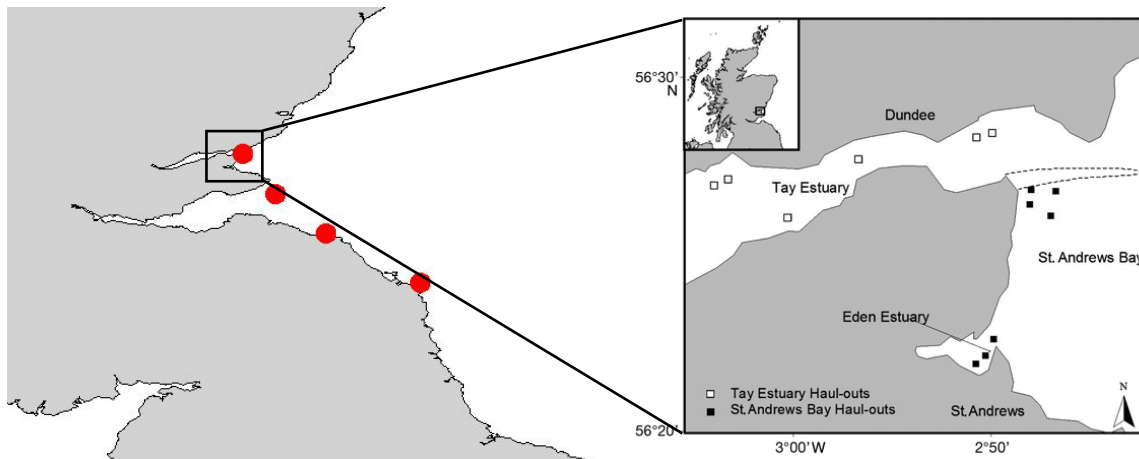 56°30'
N
Dundee
Tay Estuary
St. Andrews Bay
Eden Estuary
Tay Estuary Haul-outs
St. Andrews Bay Haul-outs
St. Andrews
N
56°20'
3°00'W
2°50'